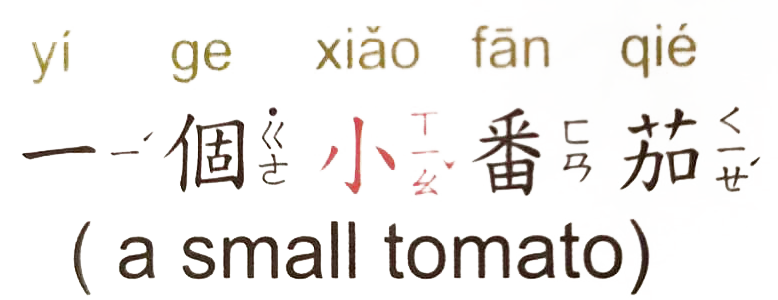 yí ge xiǎo fān qié
一ㄧˊ個˙ㄍㄜ小ㄒㄧㄠˇ番ㄈㄢ茄ㄑㄧㄝˊ
( a small tomato)